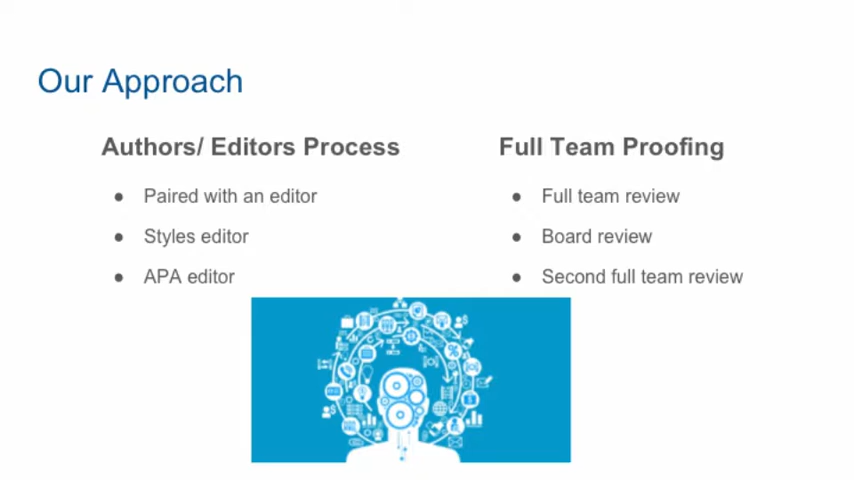 Our Approach
Authors/ Editors Process
● Paired with an editor
● Styles editor
● APA editor
Full Team Proofing
● Full team review
● Board review
● Second full team review